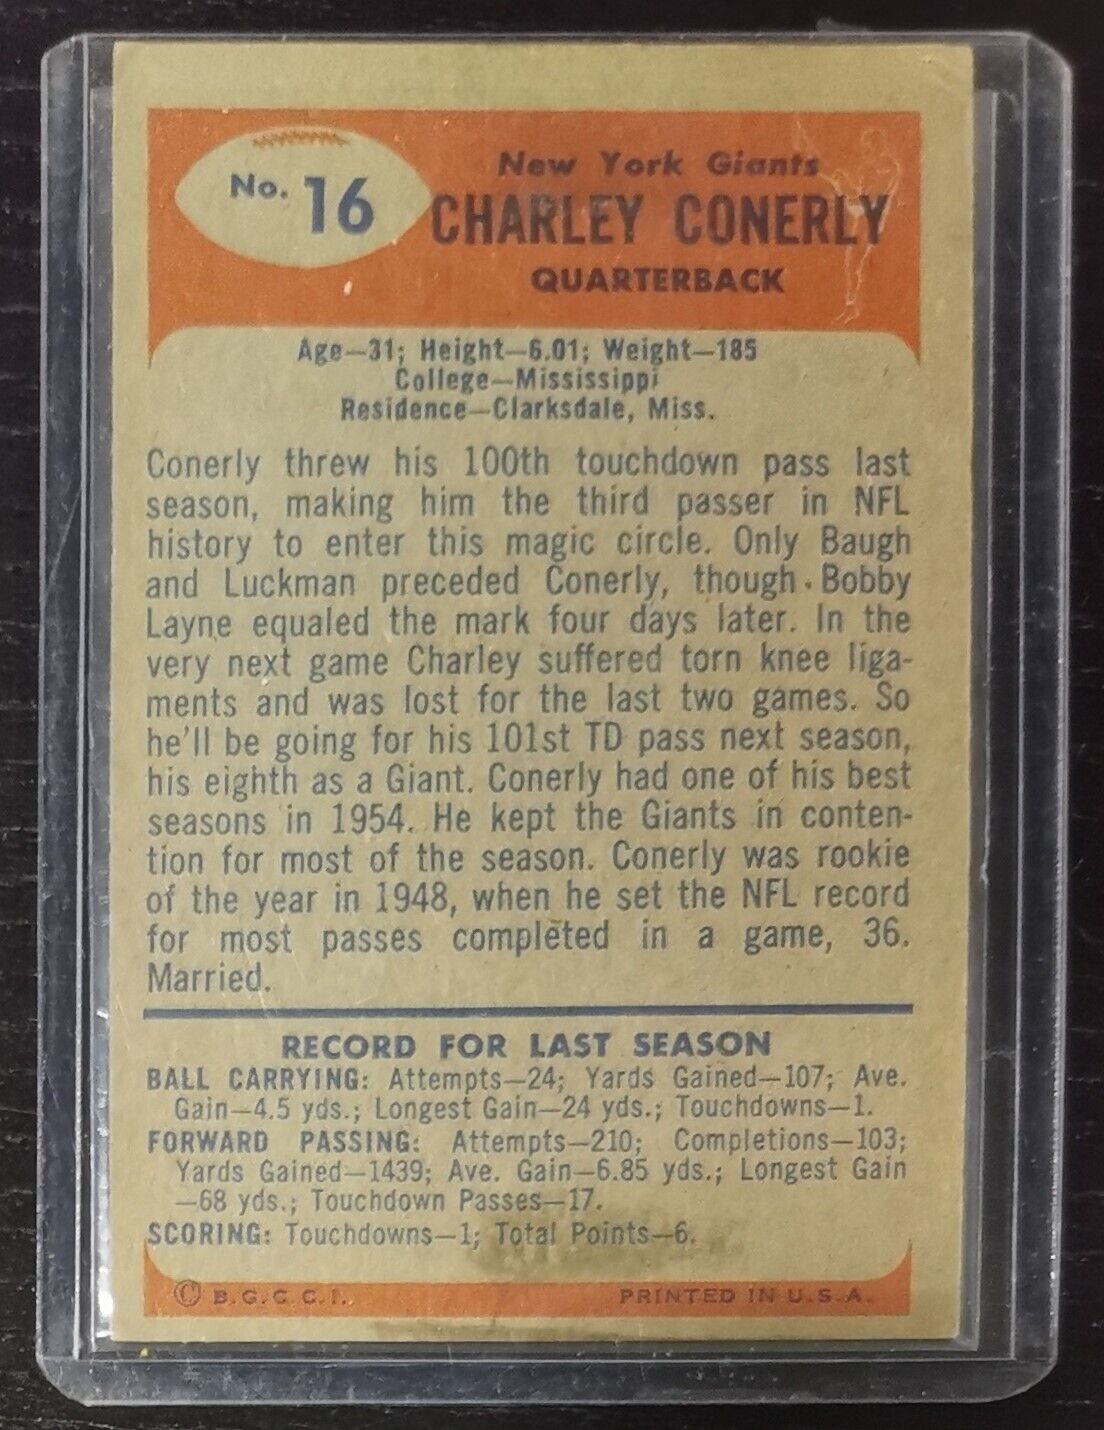 No. 16
New York Giants
CHARLEY CONERLY
QUARTERBACK
Age—31; Height—6.01; Weight—185
College—Mississippi
Residence—Clarksdale, Miss.
Conerly threw his 100th touchdown pass last
season, making him the third passer in NFL
history to enter this magic circle. Only Baugh
and Luckman preceded Conerly, though Bobby
Layne equaled the mark four days later. In the
very next game Charley suffered torn knee liga-
ments and was lost for the last two games. So
he'll be going for his 101st TD pass next season,
his eighth as a Giant. Conerly had one of his best
seasons in 1954. He kept the Giants in conten-
tion for most of the season. Conerly was rookie
of the year in 1948, when he set the NFL record
for most passes completed in a game, 36.
Married.
RECORD FOR LAST SEASON
BALL CARRYING: Attempts—24; Yards Gained—107; Ave.
Gain—4.5 yds.; Longest Gain—24 yds.; Touchdowns—1.
FORWARD PASSING: Attempts—210; Completions—103;
Yards Gained—1439; Ave. Gain—6.85 yds.; Longest Gain
—68 yds.; Touchdown Passes—17.
SCORING: Touchdowns—1; Total Points—6.
© B.G.C.C.I. PRINTED IN U.S.A.